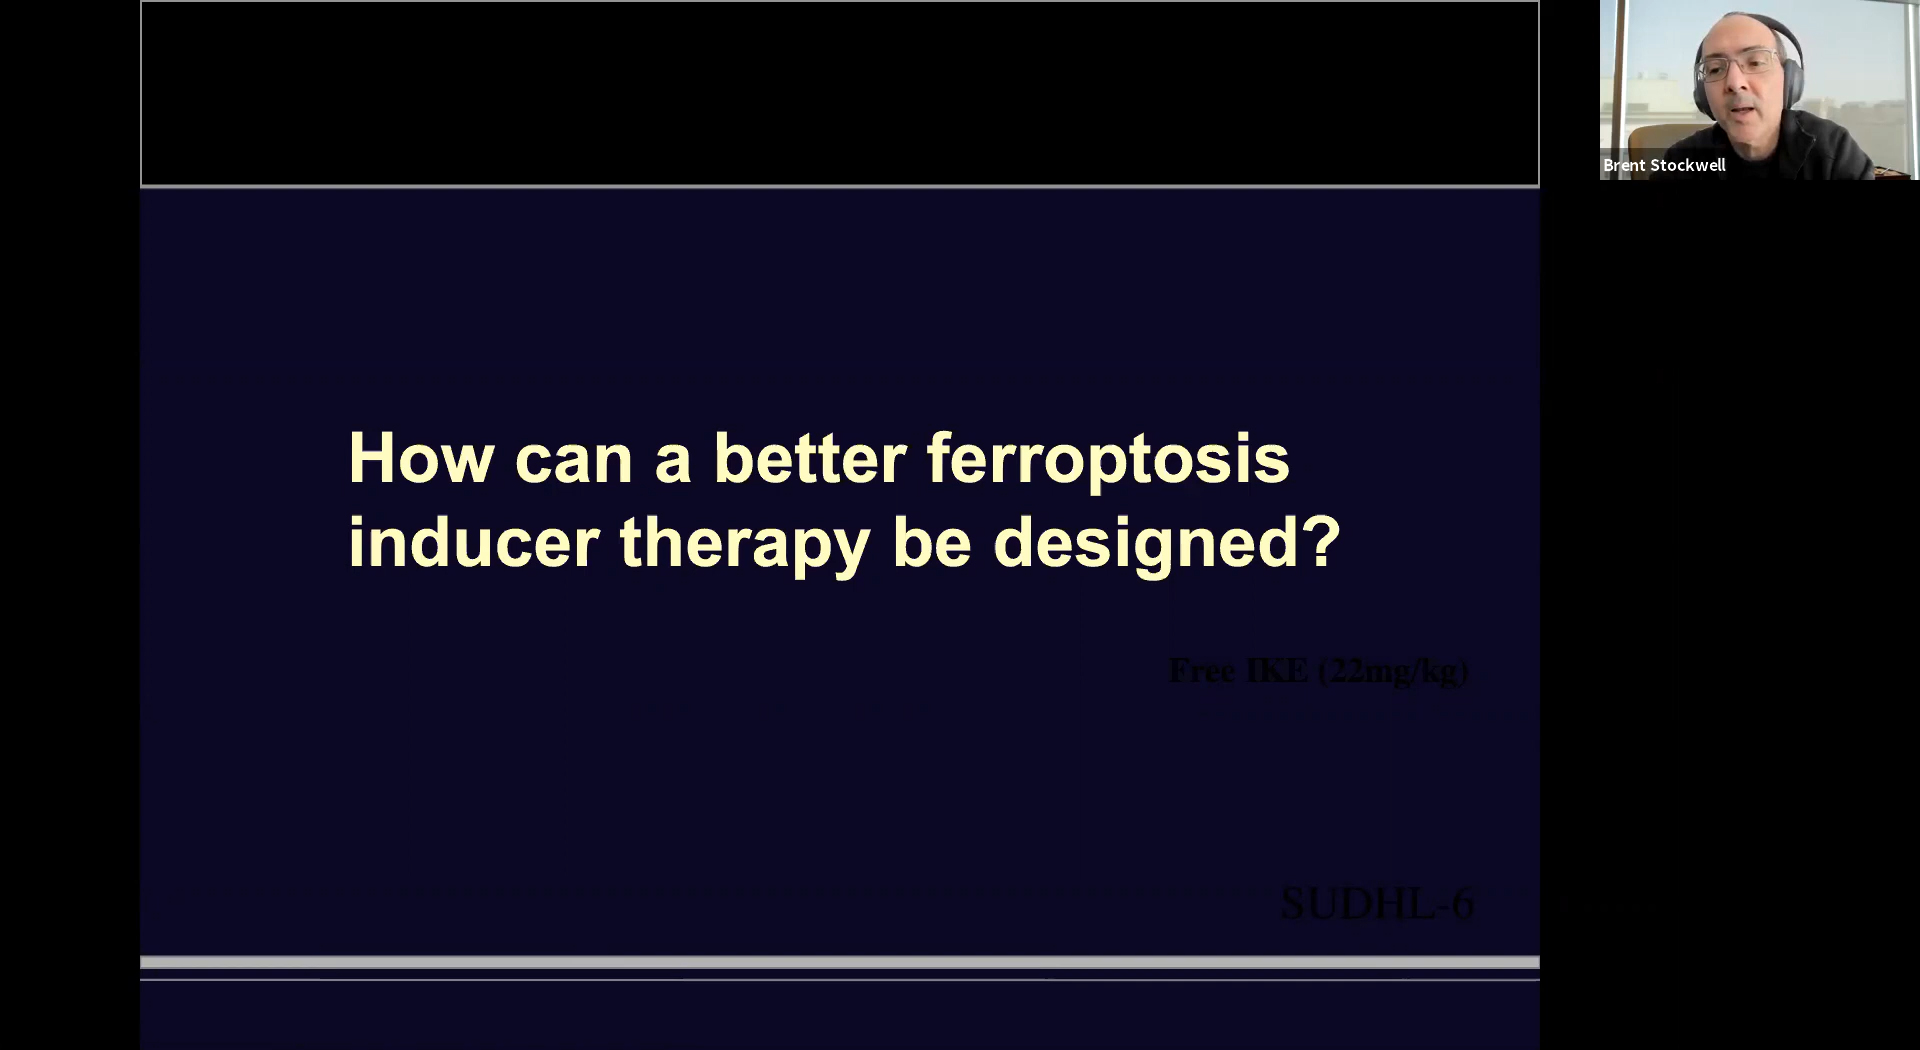 Brent Stockwell
How can a better ferroptosis
inducer therapy be designed?
Free IKE (22mg/kg)
SUDHL-6